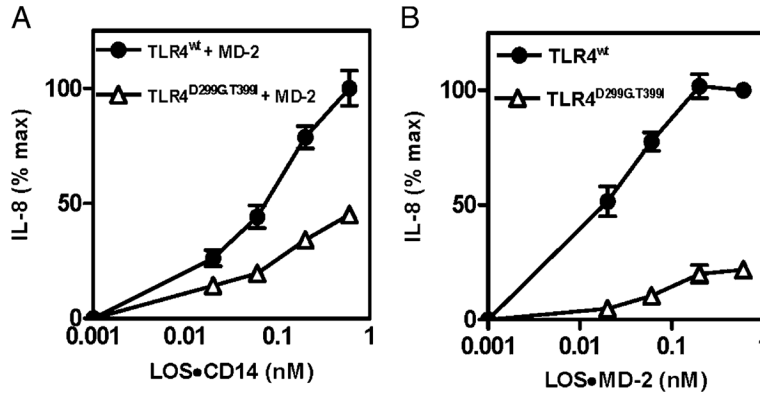 A
TLR4wt + MD-2
TLR4D299G.T399I + MD-2
100
50
0
IL-8 (% max)
0.001
0.01
0.1
1
LOS•CD14 (nM)
B
TLR4wt
TLR4D299G.T399I
100
50
0
IL-8 (% max)
0.001
0.01
0.1
1
LOS•MD-2 (nM)